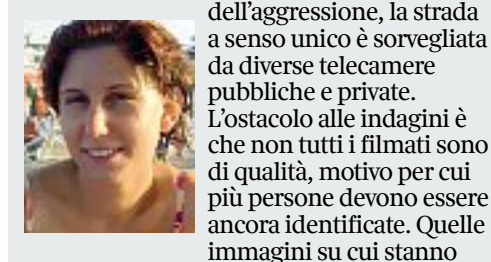 dell'aggressione, la strada
a senso unico è sorvegliata
da diverse telecamere
pubbliche e private.
L'ostacolo alle indagini è
che non tutti i filmati sono
di qualità, motivo per cui
più persone devono essere
ancora identificate. Quelle
immagini su cui stanno